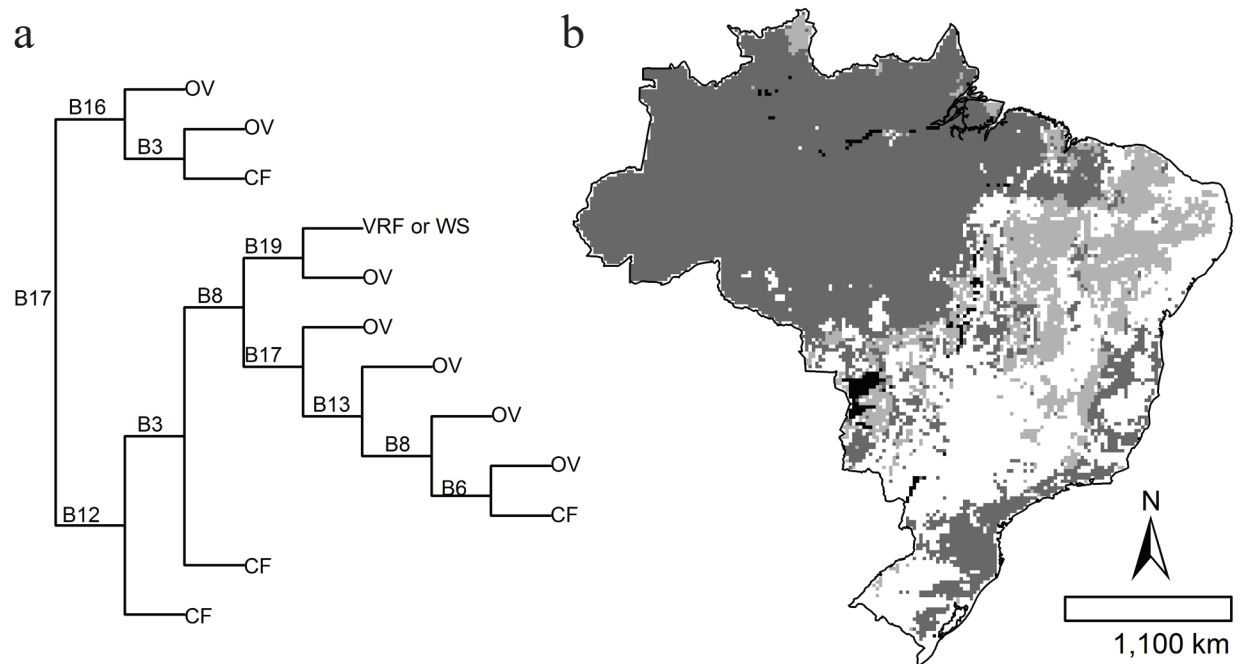 a
b
B16
OV
OV
B3
CF
VRF or WS
B19
OV
B8
B17
OV
B17
OV
B13
OV
B3
B8
OV
B6
CF
B12
CF
CF
N
1,100 km